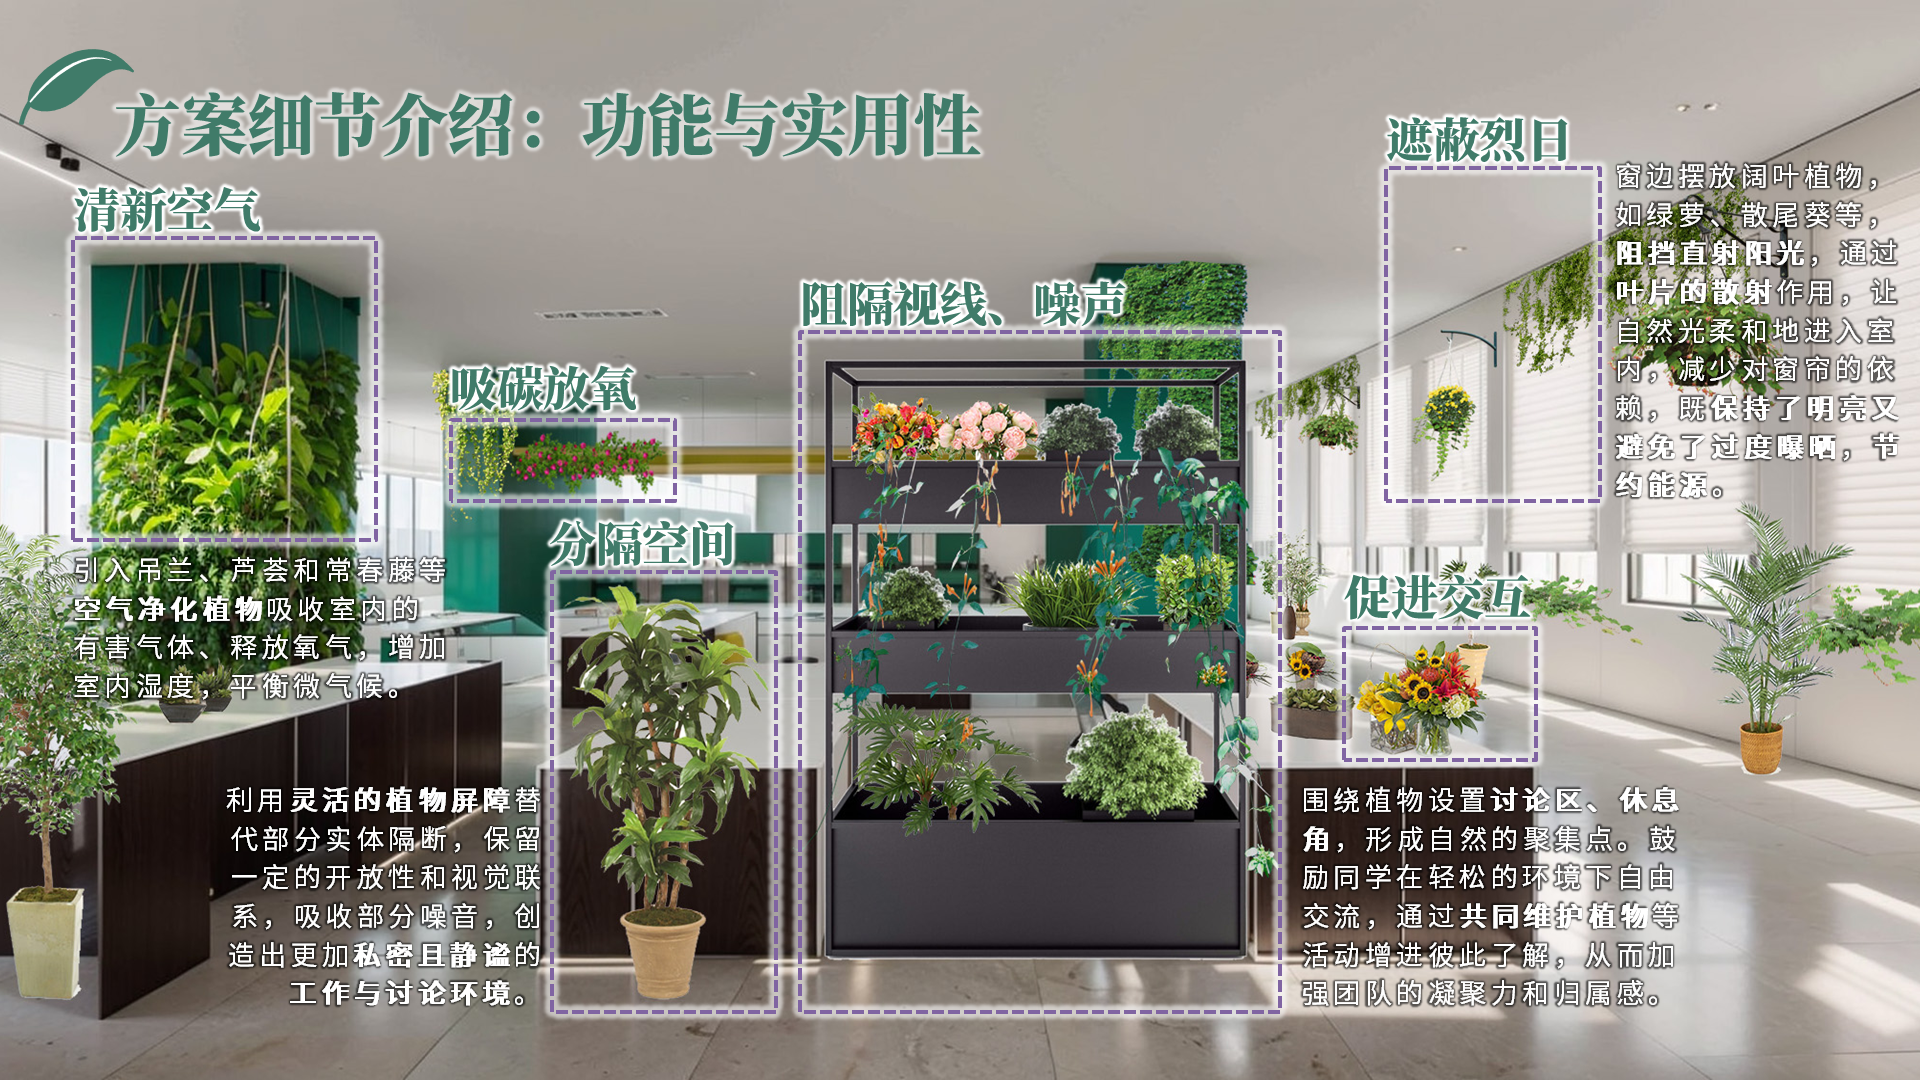 方案细节介绍：功能与实用性
清新空气
引入吊兰、芦荟和常春藤等
空气净化植物吸收室内的
有害气体、释放氧气，增加
室内湿度，平衡微气候。
吸碳放氧
分隔空间
利用灵活的植物屏障替
代部分实体隔断，保留
一定的开放性和视觉联
系，吸收部分噪音，创
造出更加私密且静谧的
工作与讨论环境。
阻隔视线、噪声
遮蔽烈日
窗边摆放阔叶植物，
如绿萝、散尾葵等，
阻挡直射阳光，通过
叶片的散射作用，让
自然光柔和地进入室
内，减少对窗帘的依
赖，既保持了明亮又
避免了过度曝晒，节
约能源。
促进交互
围绕植物设置讨论区、休息
角，形成自然的聚集点。鼓
励同学在轻松的环境下自由
交流，通过共同维护植物等
活动增进彼此了解，从而加
强团队的凝聚力和归属感。